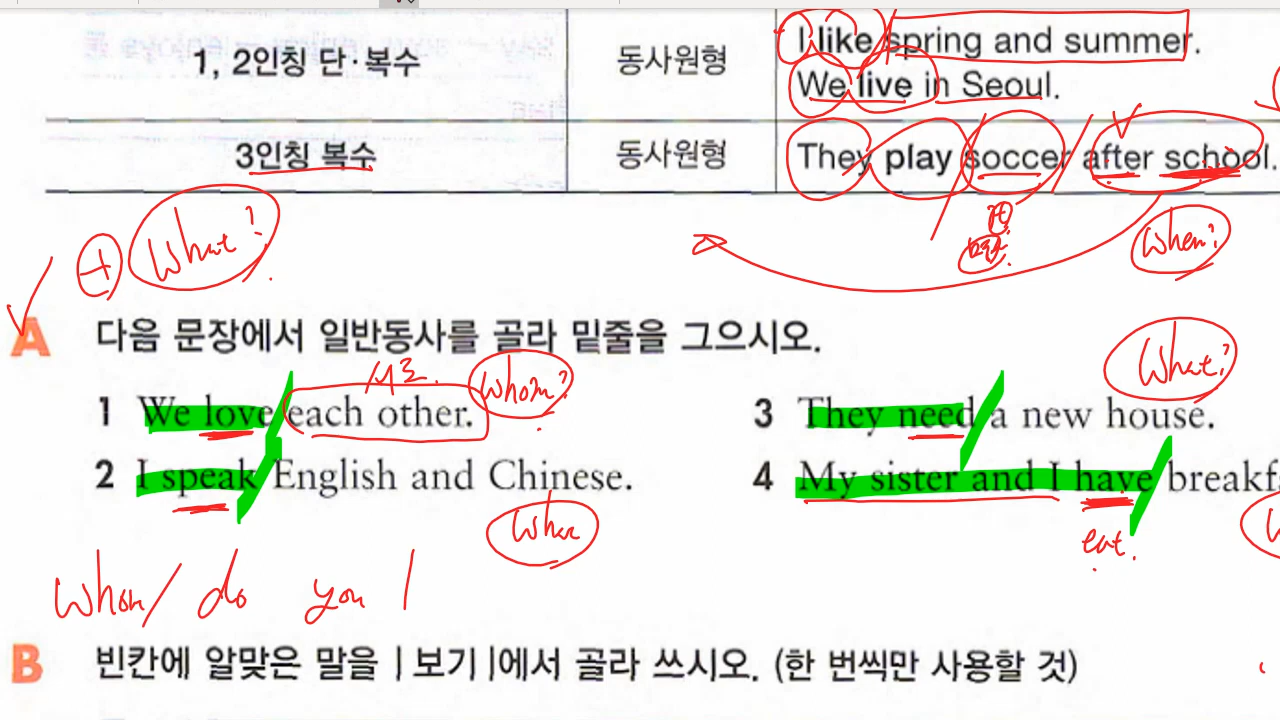 1, 2인칭 단·복수 동사원형 I like spring and summer.
We live in Seoul.
3인칭 복수 동사원형 They play soccer after school.
+ What? When?
A 다음 문장에서 일반동사를 골라 밑줄을 그으시오.
서로. Whom? What?
1 We love each other. 3 They need a new house.
2 I speak English and Chinese. 4 My sister and I have breakf
eat.
Whom / do you l
B 빈칸에 알맞은 말을 | 보기 |에서 골라 쓰시오. (한 번씩만 사용할 것)